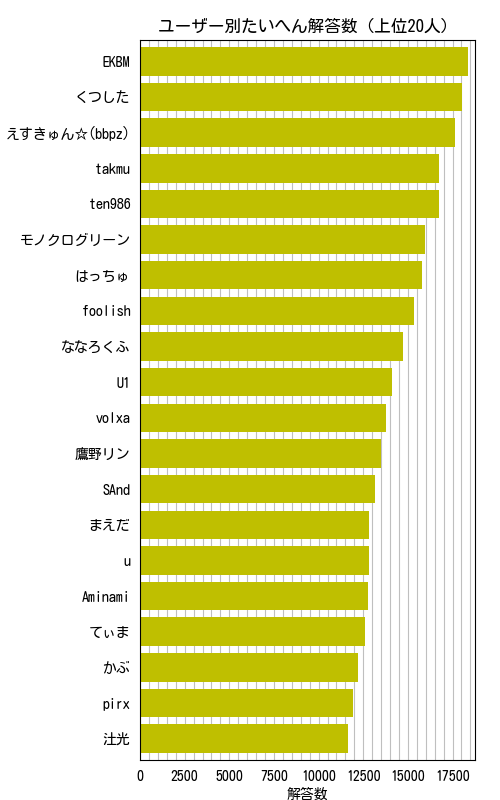 ユーザー別たいへん解答数 (上位20人)
EKBM
くつした
えすきゅん☆(bbpz)
takmu
ten986
モノクログリーン
はっちゅ
foolish
ななろくふ
U1
volxa
鷹野リン
SAnd
まえだ
u
Aminami
てぃま
かぶ
pirx
注光
0 2500 5000 7500 10000 12500 15000 17500
解答数